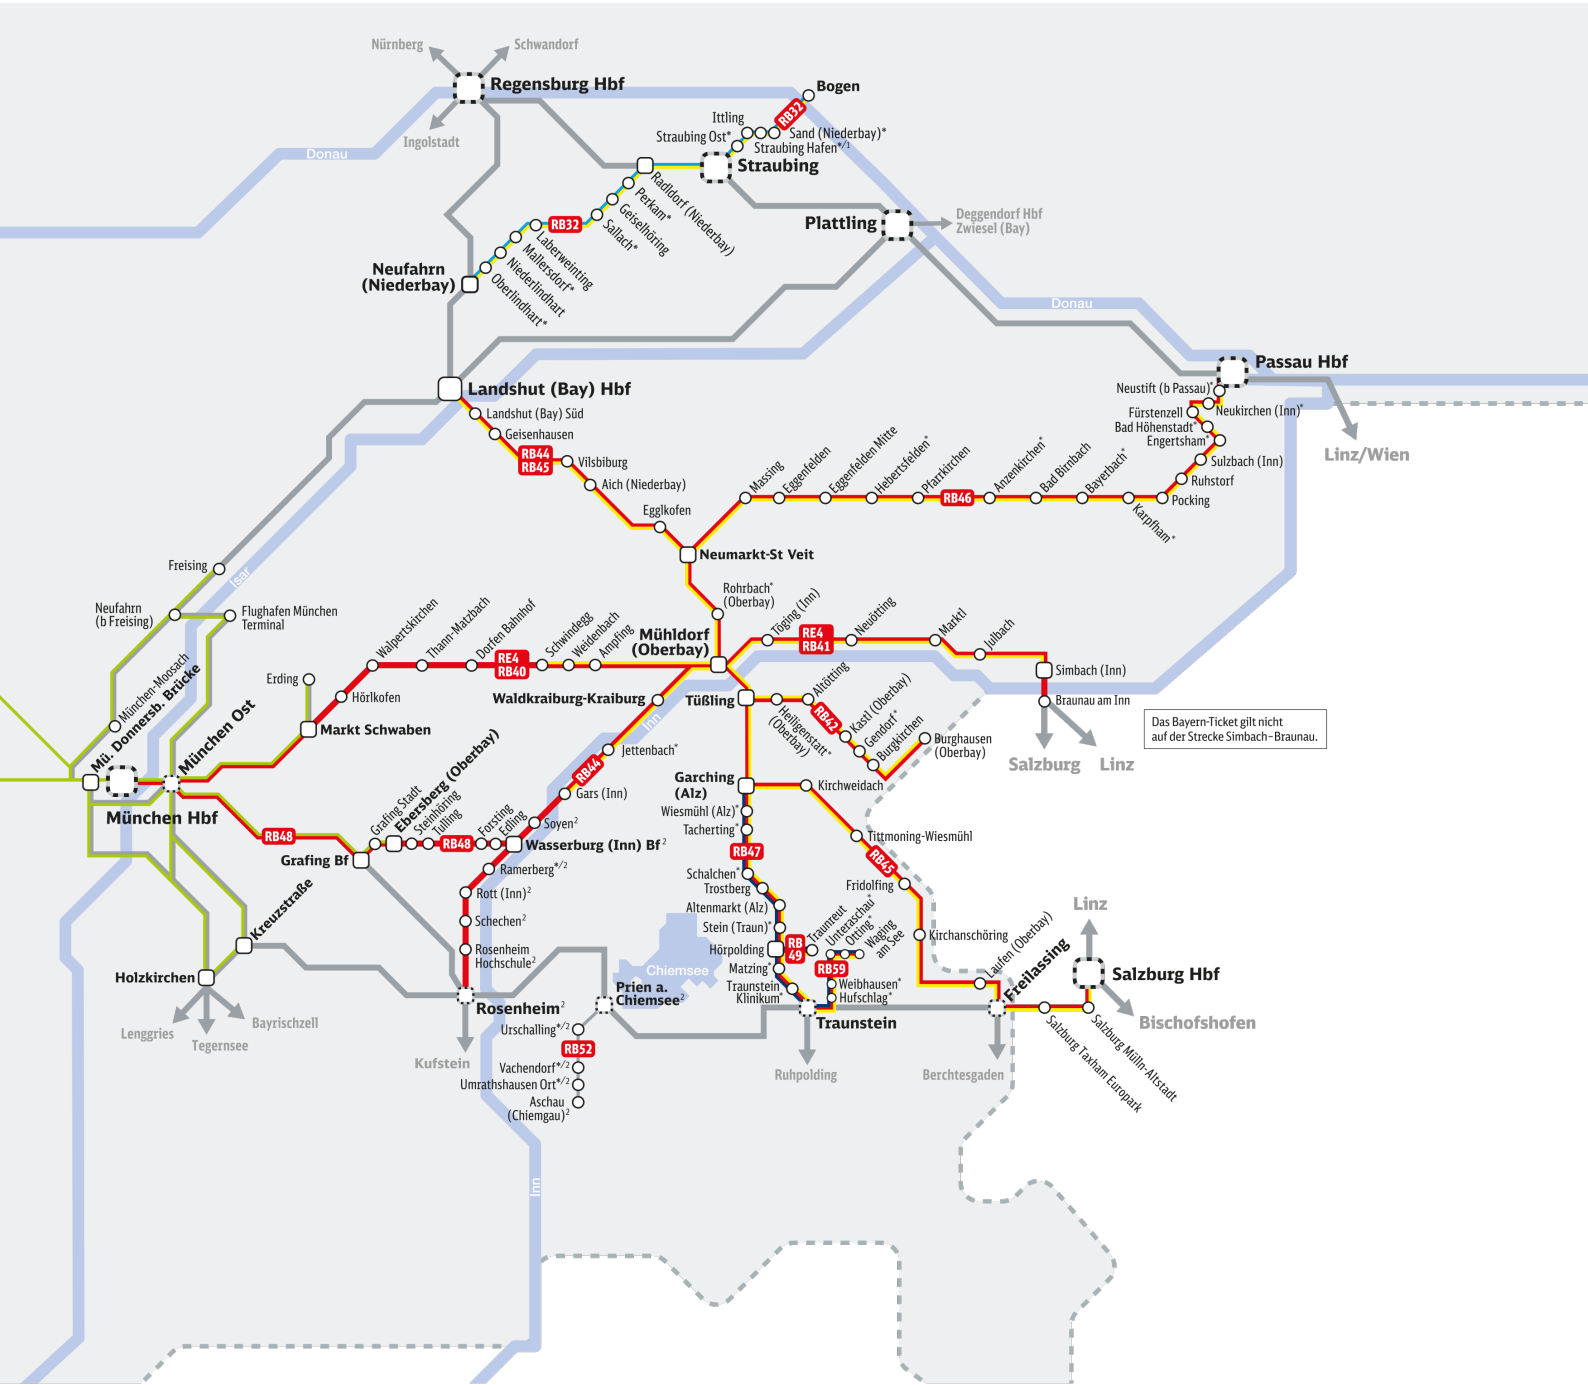 Nürnberg
Schwandorf
Regensburg Hbf
Ingolstadt
Donau
Bogen
RB32
Ittling
Straubing Ost*
Sand (Niederbay)*
Straubing Hafen*/1
Straubing
Radldorf (Niederbay)
Perkam*
Geiselhöring
Sallach*
RB32
Laberweinting
Mallersdorf*
Niederlindhart
Oberlindhart*
Neufahrn
(Niederbay)
Plattling
Deggendorf Hbf
Zwiesel (Bay)
Donau
Passau Hbf
Linz/Wien
Neustift (b Passau)*
Neukirchen (Inn)*
Fürstenzell
Bad Höhenstadt*
Engertsham*
Sulzbach (Inn)
Ruhstorf
Pocking
Karpfham*
Bayerbach*
Bad Birnbach
Anzenkirchen*
RB46
Pfarrkirchen
Hebertsfelden*
Eggenfelden Mitte
Eggenfelden
Massing
Landshut (Bay) Hbf
Landshut (Bay) Süd
Geisenhausen
RB44
RB45
Vilsbiburg
Aich (Niederbay)
Egglkofen
Neumarkt-St Veit
Rohrbach*
(Oberbay)
Mühldorf
(Oberbay)
Freising
Isar
Neufahrn
(b Freising)
Flughafen München
Terminal
München-Moosach
Mü. Donnersb. Brücke
München Hbf
München Ost
Erding
Markt Schwaben
Hörlkofen
Walpertskirchen
Thann-Matzbach
Dorfen Bahnhof
RE4
RB40
Schwindegg
Weidenbach
Ampfing
Töging (Inn)
RE4
RB41
Neuötting
Marktl
Julbach
Simbach (Inn)
Braunau am Inn
Salzburg
Linz
Das Bayern-Ticket gilt nicht
auf der Strecke Simbach–Braunau.
Tüßling
Heiligenstatt*
(Oberbay)
Altötting
RB42
Kastl (Oberbay)
Gendorf*
Burgkirchen
Burghausen
(Oberbay)
Waldkraiburg-Kraiburg
Inn
Jettenbach*
RB44
Gars (Inn)
Soyen2
Wasserburg (Inn) Bf2
Edling
Forsting
RB48
Tulling
Steinhöring
Ebersberg (Oberbay)
Grafing Stadt
Grafing Bf
RB48
Ramerberg*/2
Rott (Inn)2
Schechen2
Rosenheim
Hochschule2
Rosenheim2
Kufstein
Kreuzstraße
Holzkirchen
Lenggries
Tegernsee
Bayrischzell
Garching
(Alz)
Kirchweidach
Wiesmühl (Alz)*
Tacherting*
RB47
Schalchen*
Trostberg
Altenmarkt (Alz)
Stein (Traun)*
Hörpolding
RB
49
Traunreut
Matzing*
Traunstein
Klinikum*
Traunstein
Ruhpolding
Unteraschau*
Otting*
Waging
am See
RB59
Weibhausen*
Hufschlag*
Tittmoning-Wiesmühl
RB45
Fridolfing
Kirchanschöring
Laufen (Oberbay)
Freilassing
Berchtesgaden
Salzburg Taxham Europark
Salzburg Mülln-Altstadt
Linz
Salzburg Hbf
Bischofshofen
Chiemsee
Prien a.
Chiemsee2
Urschalling*/2
RB52
Vachendorf*/2
Umrathshausen Ort*/2
Aschau
(Chiemgau)2
Inn